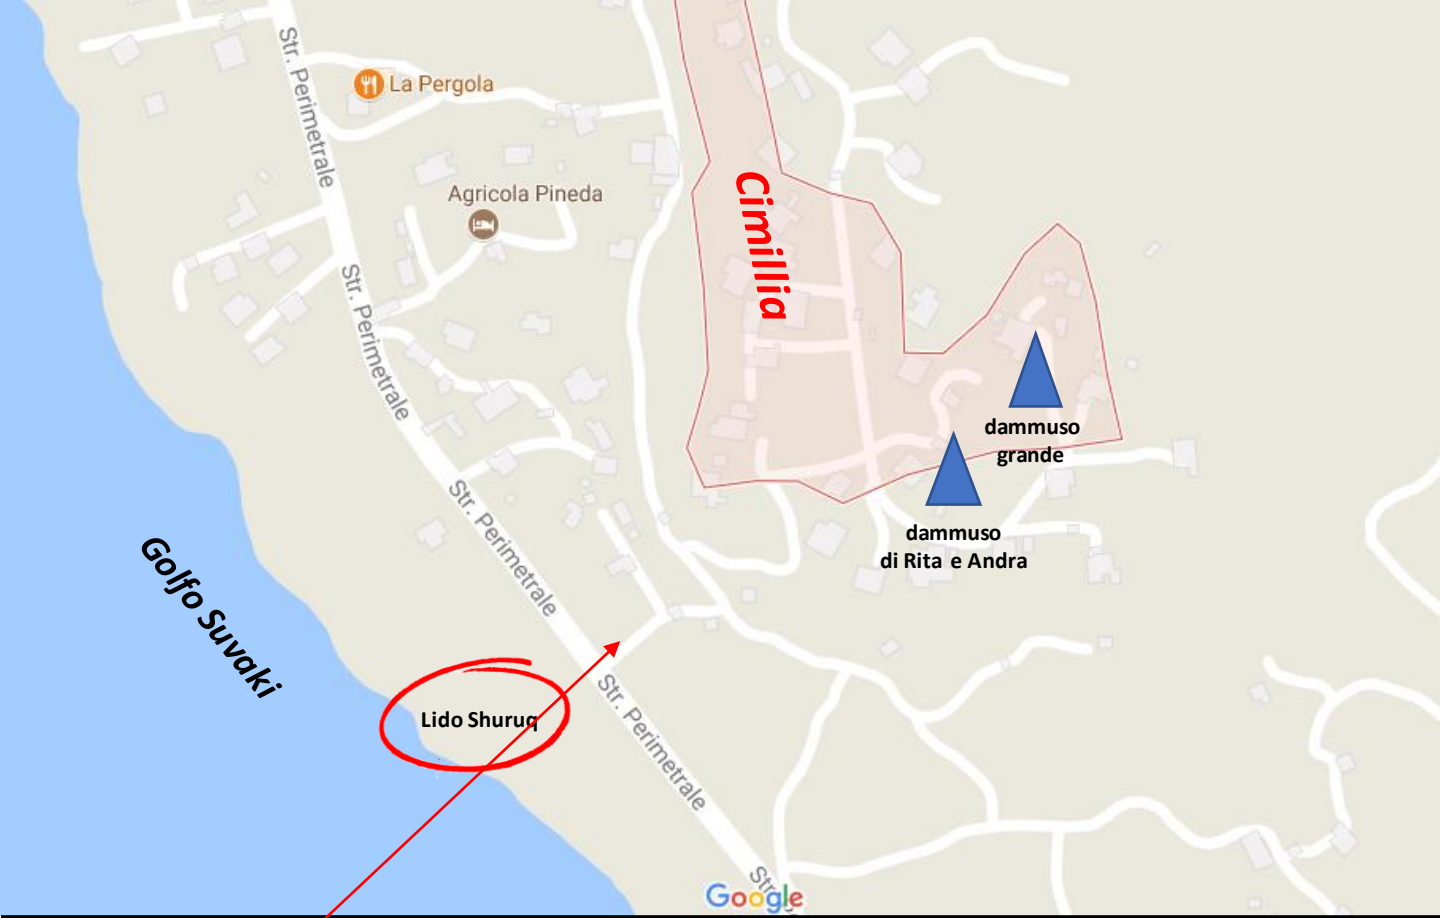 Str. Perimetrale
La Pergola
Agricola Pineda
Cimillia
Str. Perimetrale
dammuso
grande
Str. Perimetrale
dammuso
di Rita e Andra
Golfo Suvaki
Lido Shuruq
Str. Perimetrale
Str.
Google